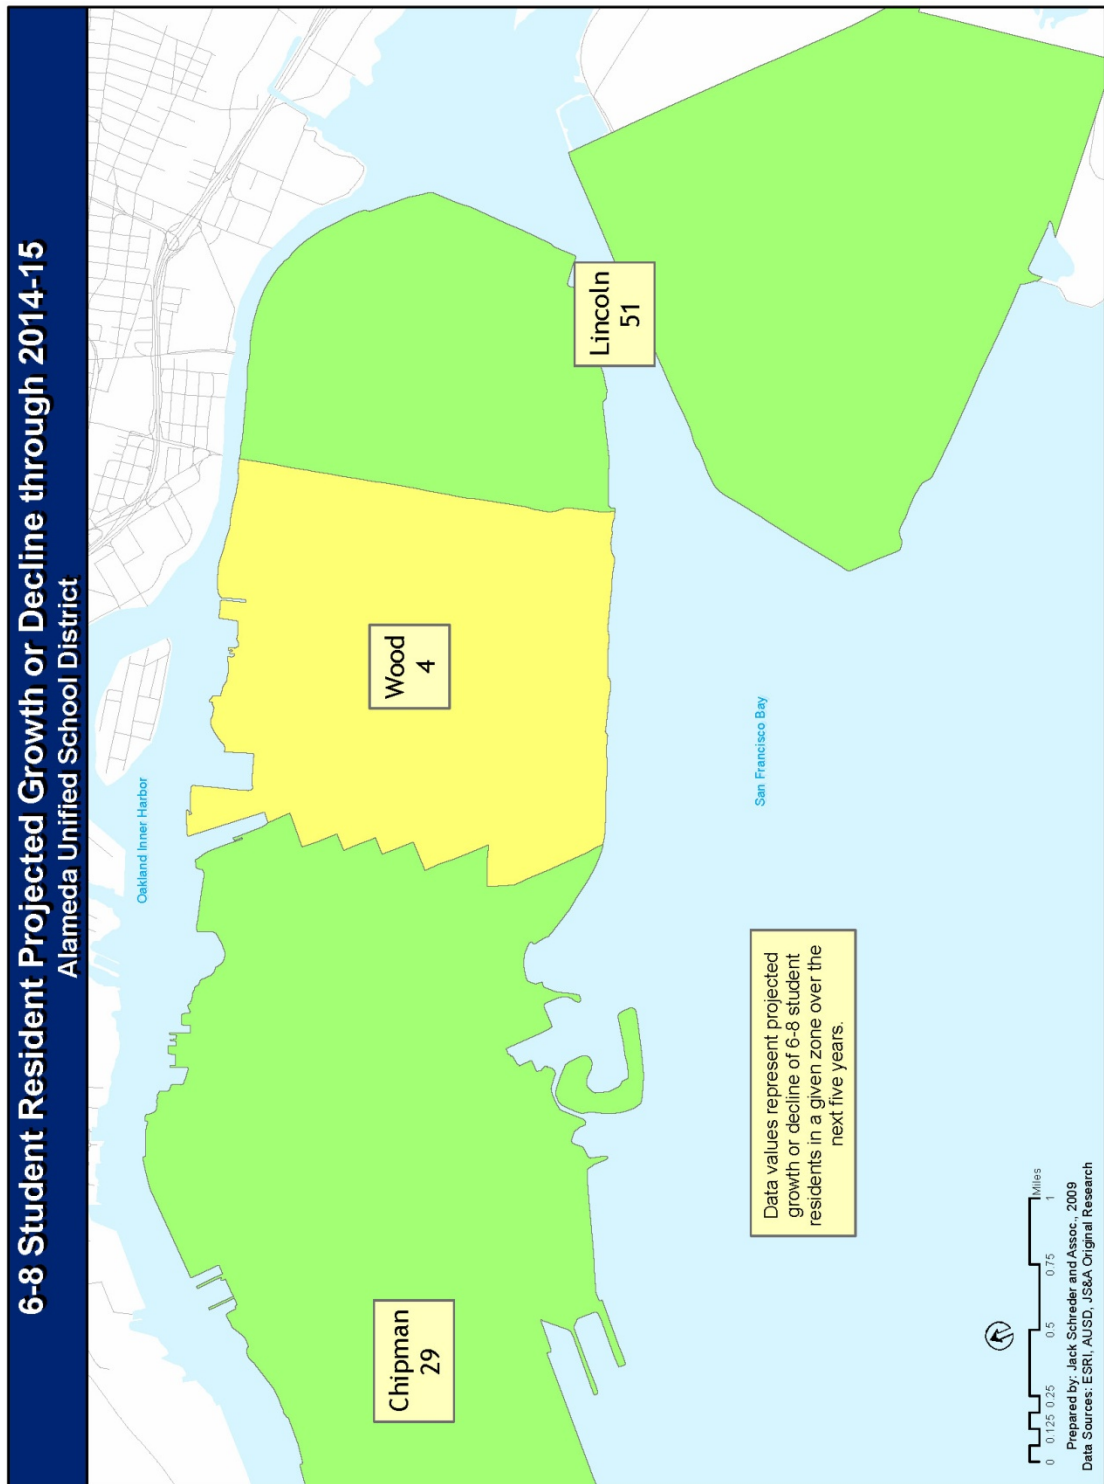 6-8 Student Resident Projected Growth or Decline through 2014-15
Alameda Unified School District
Oakland Inner Harbor
Chipman
29
Wood
4
Lincoln
51
San Francisco Bay
Data values represent projected
growth or decline of 6-8 student
residents in a given zone over the
next five years.
0 0.125 0.25 0.5 0.75 1
Miles
Prepared by: Jack Schreder and Assoc., 2009
Data Sources: ESRI, AUSD, JS&A Original Research